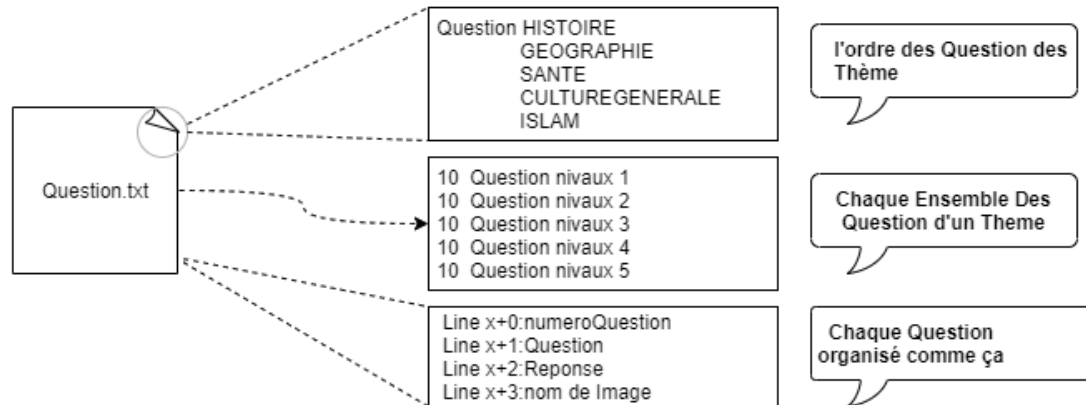 Question.txt
Question HISTOIRE
GEOGRAPHIE
SANTE
CULTUREGENERALE
ISLAM
l'ordre des Question des
Thème
10 Question nivaux 1
10 Question nivaux 2
10 Question nivaux 3
10 Question nivaux 4
10 Question nivaux 5
Chaque Ensemble Des
Question d'un Theme
Line x+0:numeroQuestion
Line x+1:Question
Line x+2:Reponse
Line x+3:nom de Image
Chaque Question
organisé comme ça